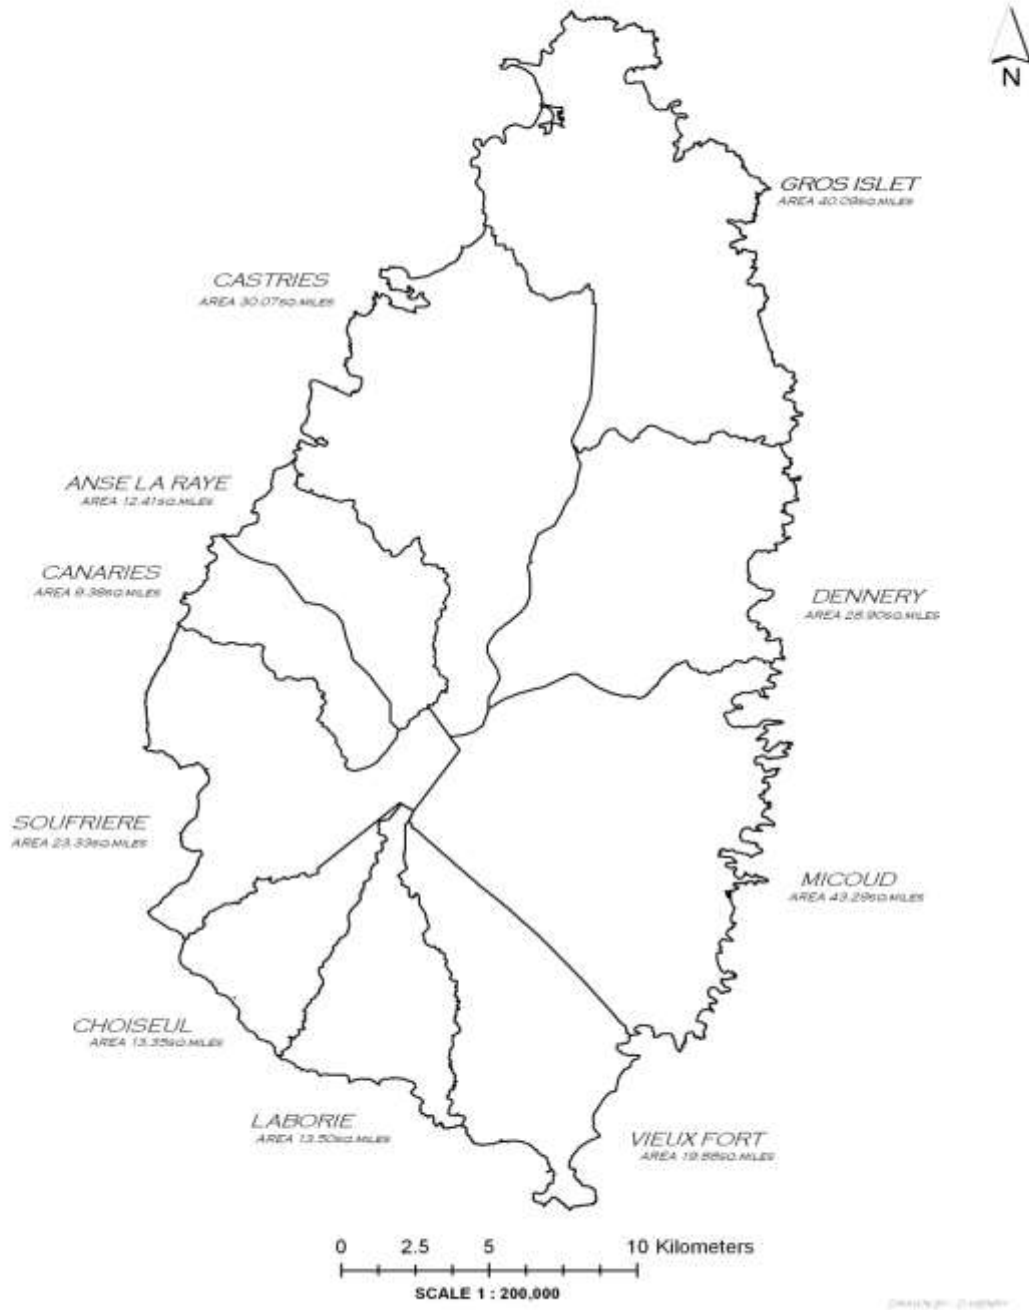 N
GROS ISLET
AREA 40.09SQ.MILES
CASTRIES
AREA 30.07SQ.MILES
ANSE LA RAYE
AREA 12.41SQ.MILES
CANARIES
AREA 9.38SQ.MILES
DENNERY
AREA 28.90SQ.MILES
SOUFRIERE
AREA 23.33SQ.MILES
MICOUD
AREA 43.29SQ.MILES
CHOISEUL
AREA 13.35SQ.MILES
LABORIE
AREA 13.50SQ.MILES
VIEUX FORT
AREA 19.88SQ.MILES
0 2.5 5 10 Kilometers
SCALE 1 : 200,000